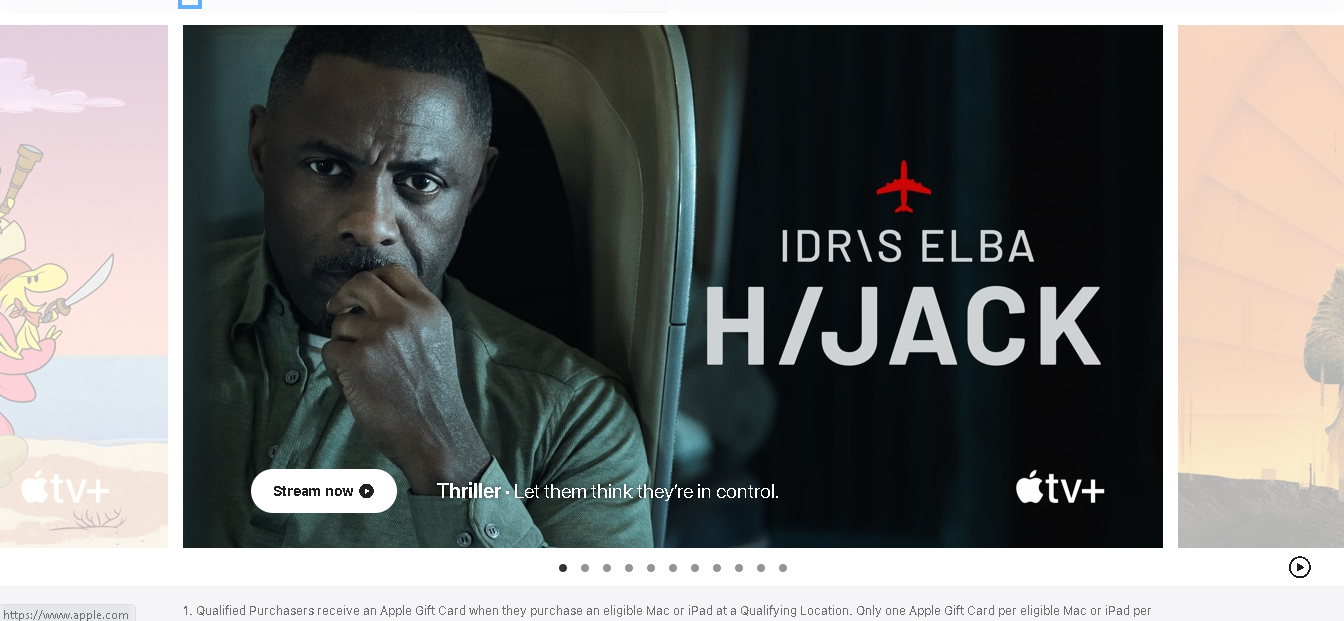 IDR\S ELBA
H/JACK
Stream now
Thriller · Let them think they're in control.
tv+
tv+
https://www.apple.com
1. Qualified Purchasers receive an Apple Gift Card when they purchase an eligible Mac or iPad at a Qualifying Location. Only one Apple Gift Card per eligible Mac or iPad per